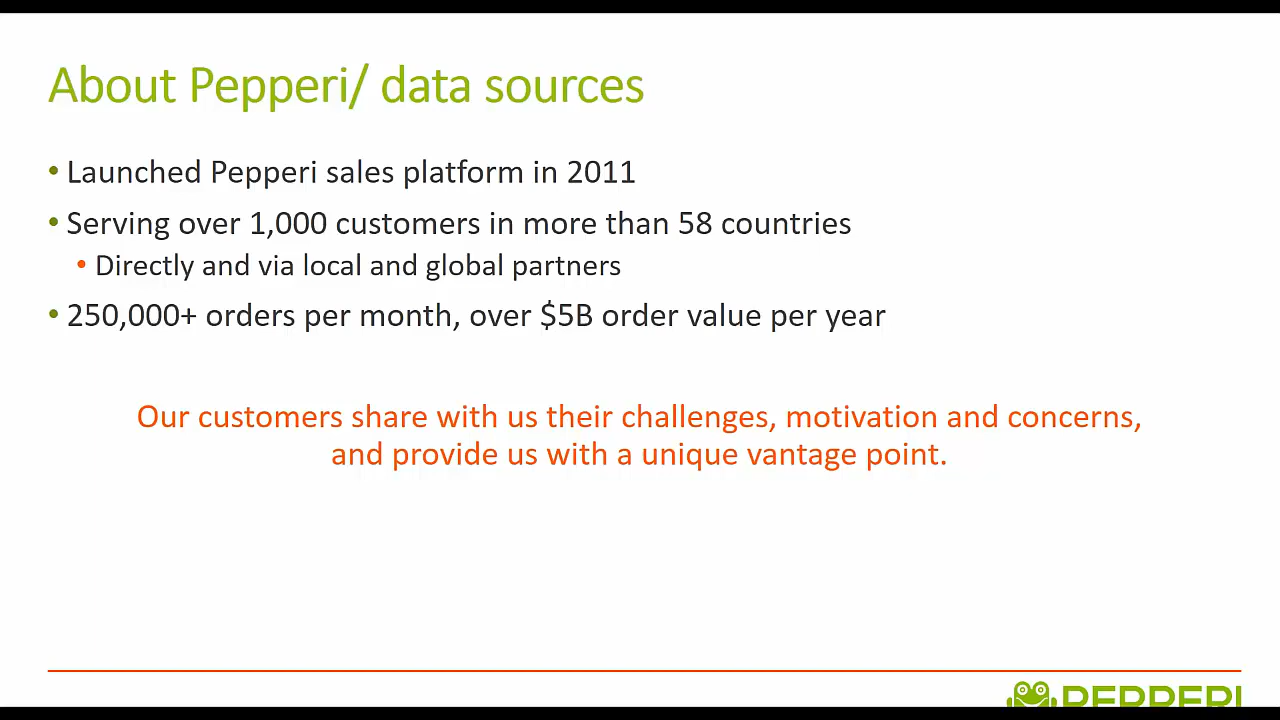 About Pepperi/ data sources
• Launched Pepperi sales platform in 2011
• Serving over 1,000 customers in more than 58 countries
• Directly and via local and global partners
• 250,000+ orders per month, over $5B order value per year
Our customers share with us their challenges, motivation and concerns,
and provide us with a unique vantage point.
PEPPERI